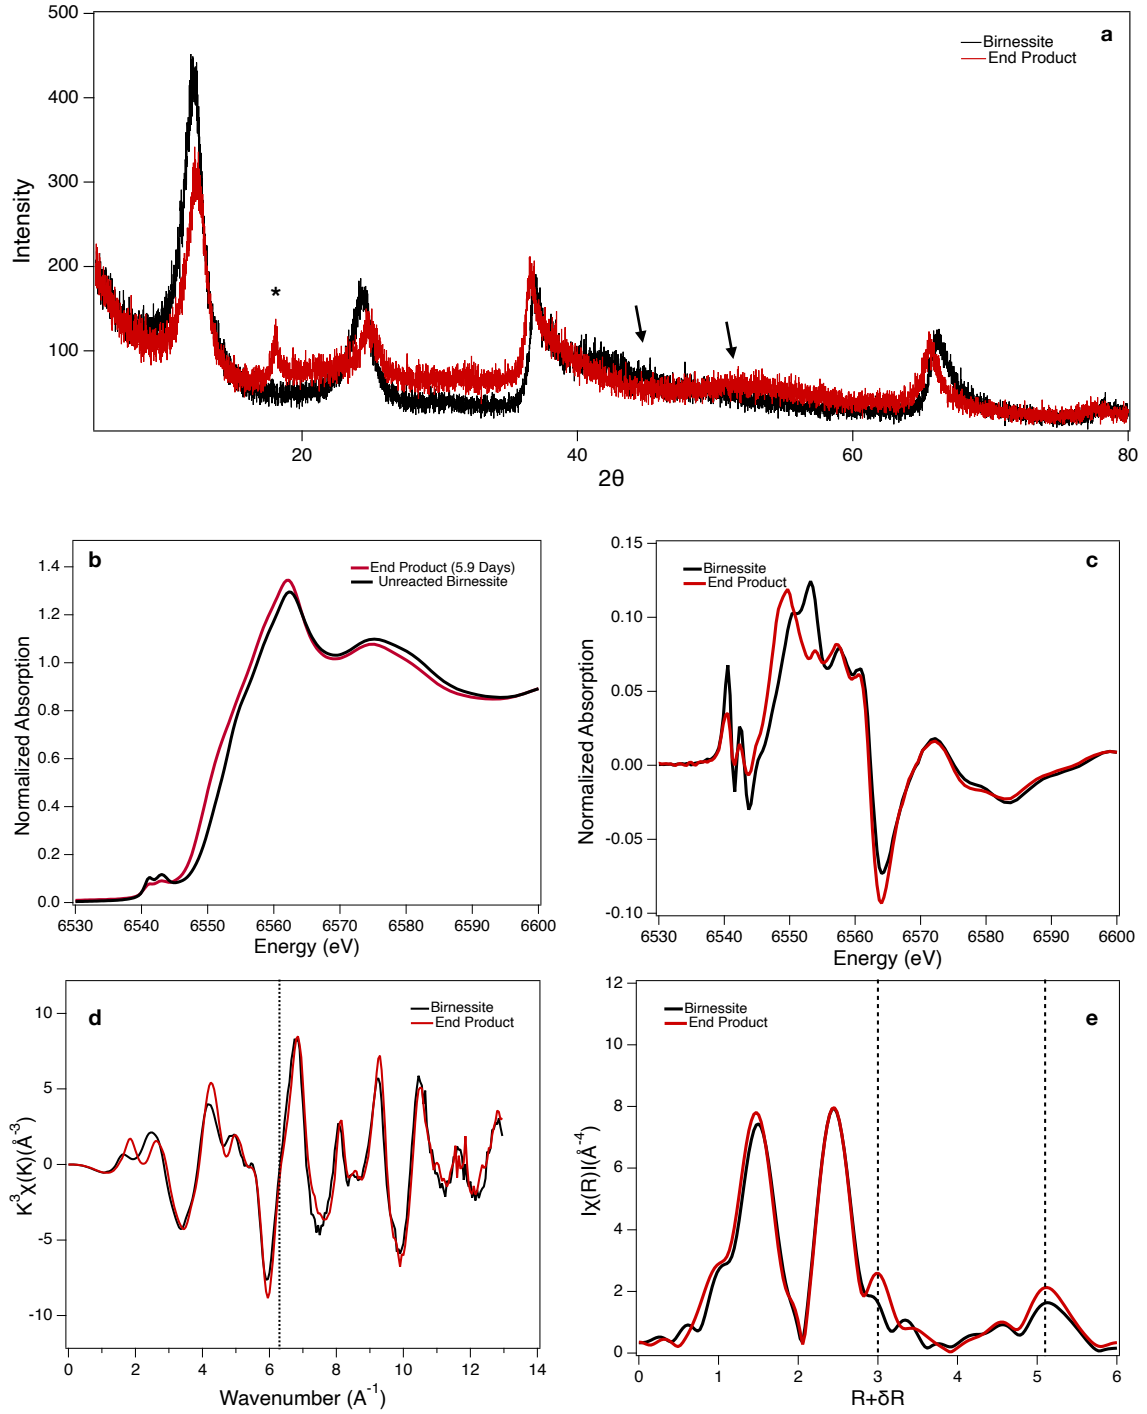 500
400
300
200
100
Intensity
Birnessite
End Product
a
*
20
40
60
80
2θ
b
End Product (5.9 Days)
Unreacted Birnessite
1.4
1.2
1.0
0.8
0.6
0.4
0.2
0.0
Normalized Absorption
6530
6540
6550
6560
6570
6580
6590
6600
Energy (eV)
c
Birnessite
End Product
0.15
0.10
0.05
0.00
-0.05
-0.10
Normalized Absorption
6530
6540
6550
6560
6570
6580
6590
6600
Energy (eV)
d
Birnessite
End Product
10
5
0
-5
-10
K³χ(K)(Å⁻³)
0
2
4
6
8
10
12
14
Wavenumber (A⁻¹)
e
Birnessite
End Product
12
10
8
6
4
2
0
Iχ(R)I(Å⁻⁴)
0
1
2
3
4
5
6
R+δR